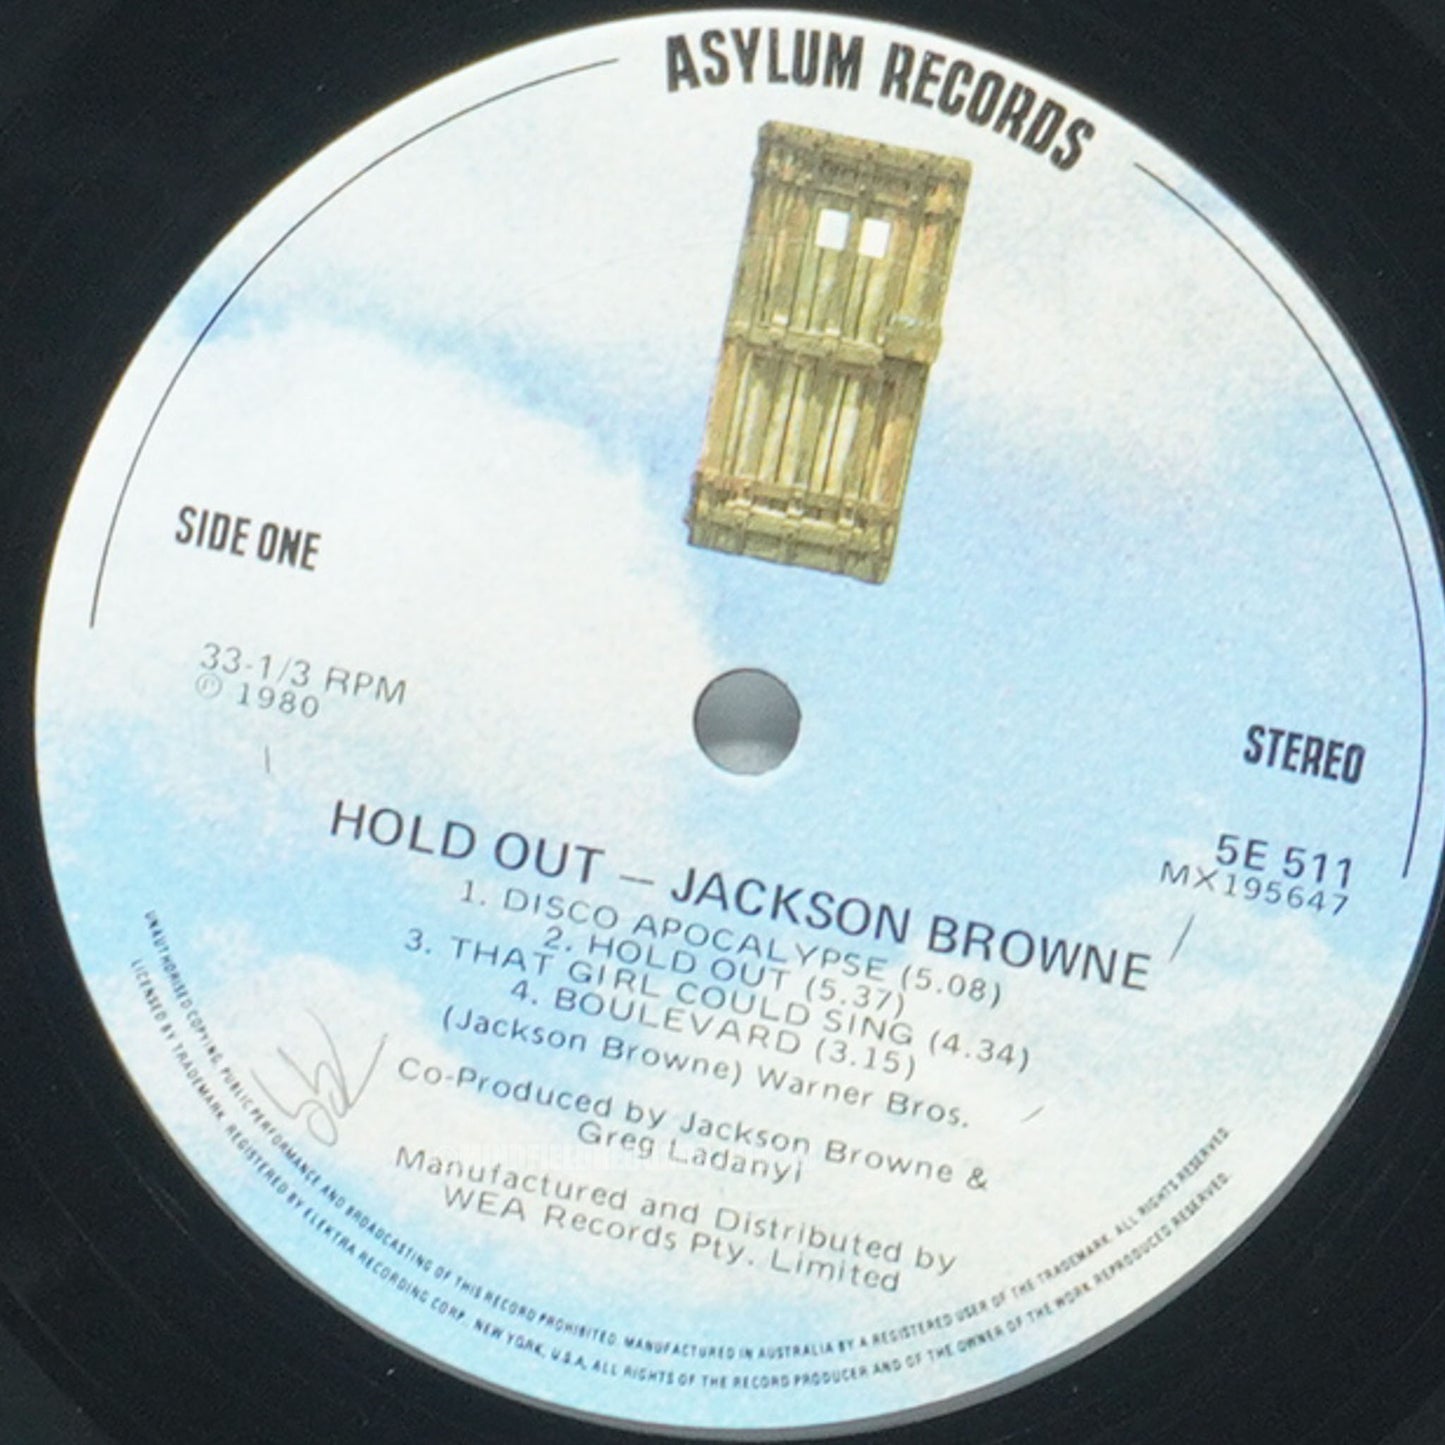 ASYLUM RECORDS
SIDE ONE
33-1/3 RPM
℗ 1980
STEREO
5E 511
MX195647
HOLD OUT — JACKSON BROWNE
1. DISCO APOCALYPSE (5.08)
2. HOLD OUT (5.37)
3. THAT GIRL COULD SING (4.34)
4. BOULEVARD (3.15)
(Jackson Browne) Warner Bros.
Co-Produced by Jackson Browne &
Greg Ladanyi
Manufactured and Distributed by
WEA Records Pty. Limited
UNAUTHORISED COPYING, PUBLIC PERFORMANCE AND BROADCASTING OF THIS RECORD PROHIBITED. MANUFACTURED IN AUSTRALIA BY A REGISTERED USER OF THE TRADEMARK. ALL RIGHTS RESERVED.
LICENSED BY TRADEMARK. REGISTERED BY ELEKTRA RECORDING CORP. NEW YORK, U.S.A. ALL RIGHTS OF THE RECORD PRODUCER AND OF THE OWNER OF THE WORK REPRODUCED RESERVED.